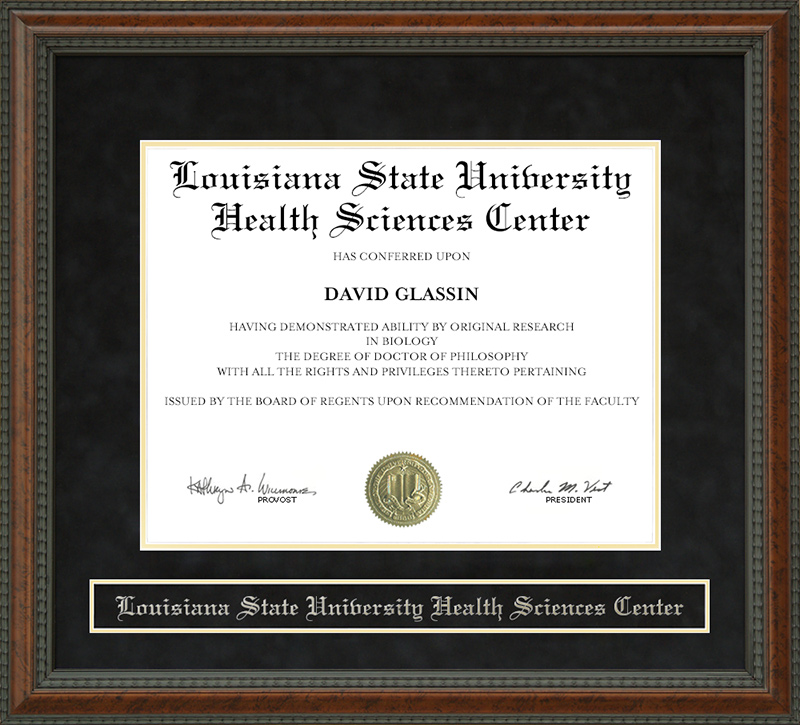 Louisiana State University
Health Sciences Center
HAS CONFERRED UPON
DAVID GLASSIN
HAVING DEMONSTRATED ABILITY BY ORIGINAL RESEARCH
IN BIOLOGY
THE DEGREE OF DOCTOR OF PHILOSOPHY
WITH ALL THE RIGHTS AND PRIVILEGES THERETO PERTAINING
ISSUED BY THE BOARD OF REGENTS UPON RECOMMENDATION OF THE FACULTY
PROVOST
Charles M. Vest
PRESIDENT
Louisiana State University Health Sciences Center